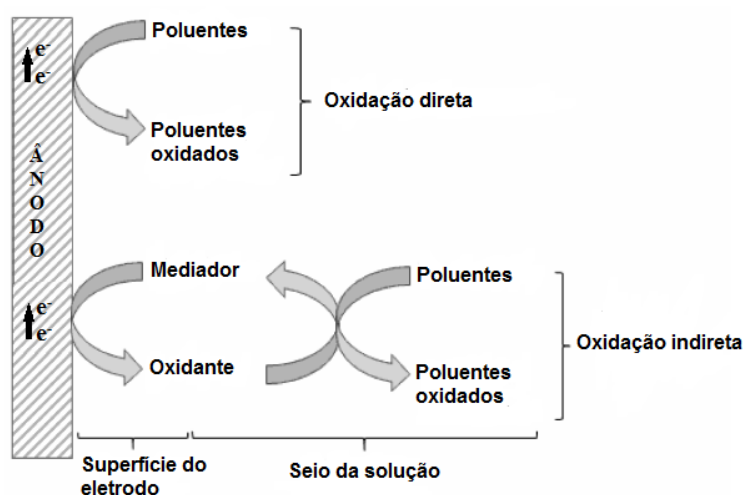 e-
e-
Poluentes
Oxidação direta
Poluentes
oxidados
Â
N
O
D
O
Mediador
Poluentes
e-
e-
Oxidação indireta
Oxidante
Poluentes
oxidados
Superfície do
eletrodo
Seio da solução